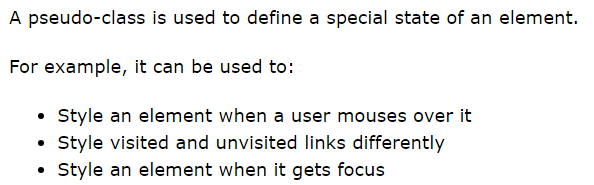 A pseudo-class is used to define a special state of an element.
For example, it can be used to:
• Style an element when a user mouses over it
• Style visited and unvisited links differently
• Style an element when it gets focus